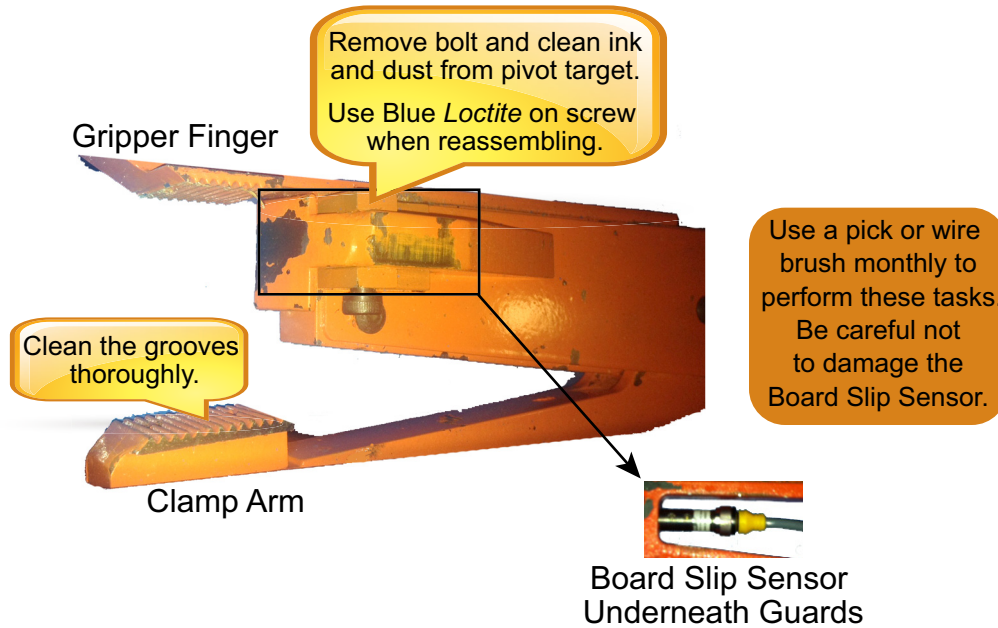 Remove bolt and clean ink
and dust from pivot target.
Use Blue Loctite on screw
when reassembling.
Gripper Finger
Use a pick or wire
brush monthly to
perform these tasks.
Be careful not
to damage the
Board Slip Sensor.
Clean the grooves
thoroughly.
Clamp Arm
Board Slip Sensor
Underneath Guards